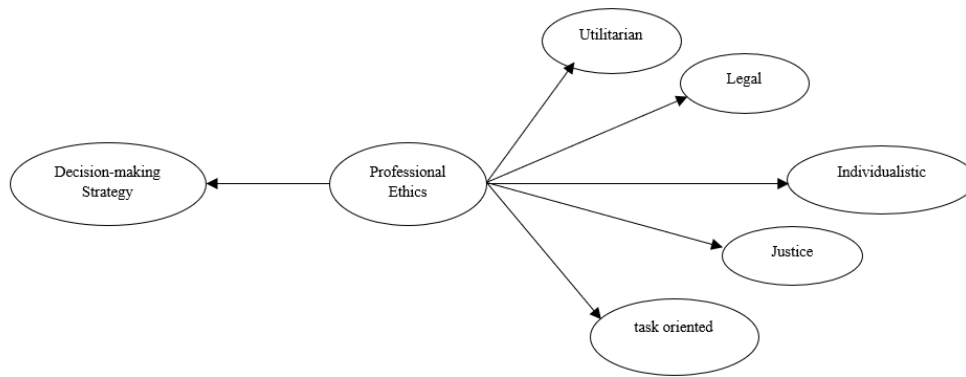 Utilitarian
Legal
Decision-making
Strategy
Professional
Ethics
Individualistic
Justice
task oriented